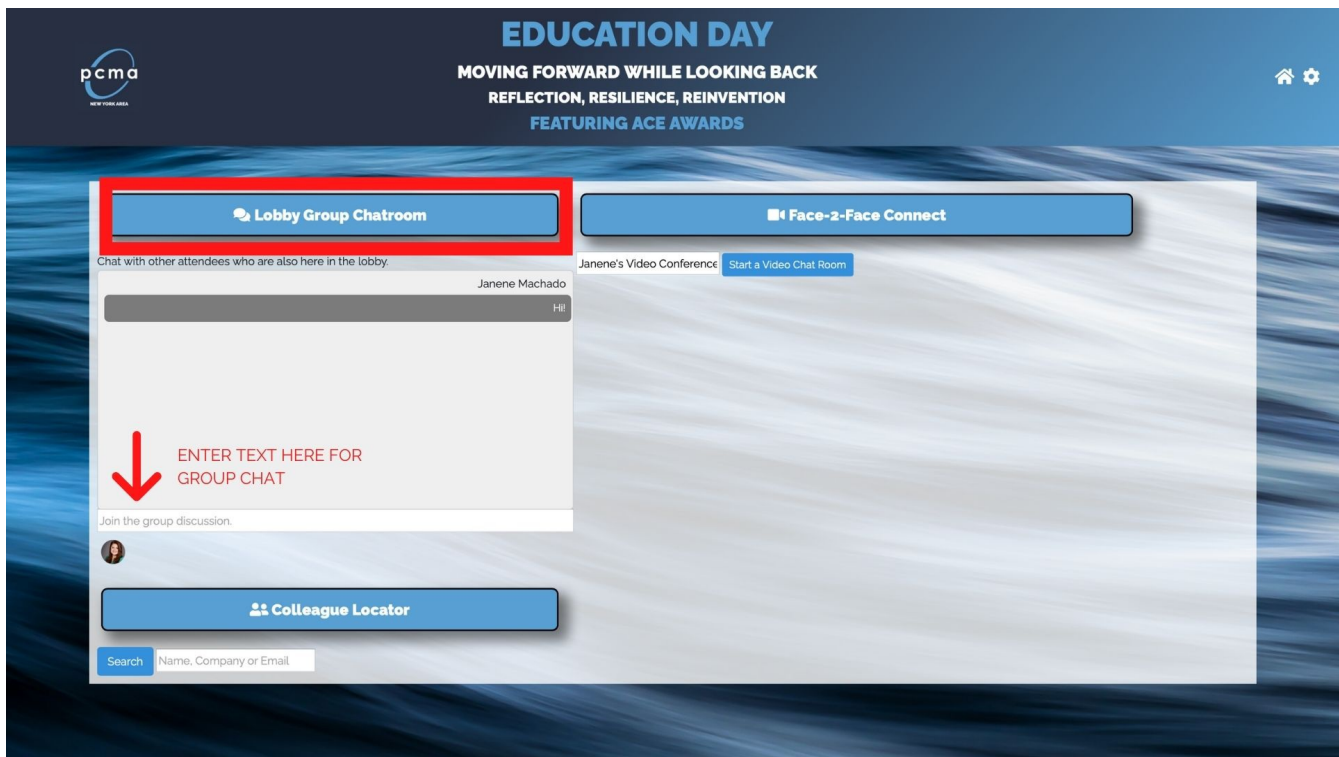 EDUCATION DAY
MOVING FORWARD WHILE LOOKING BACK
REFLECTION, RESILIENCE, REINVENTION
FEATURING ACE AWARDS
pcma
NEW YORK AREA
Lobby Group Chatroom
Chat with other attendees who are also here in the lobby.
Janene Machado
Hi!
ENTER TEXT HERE FOR
GROUP CHAT
Join the group discussion.
Colleague Locator
Search Name, Company or Email
Face-2-Face Connect
Janene's Video Conference Start a Video Chat Room